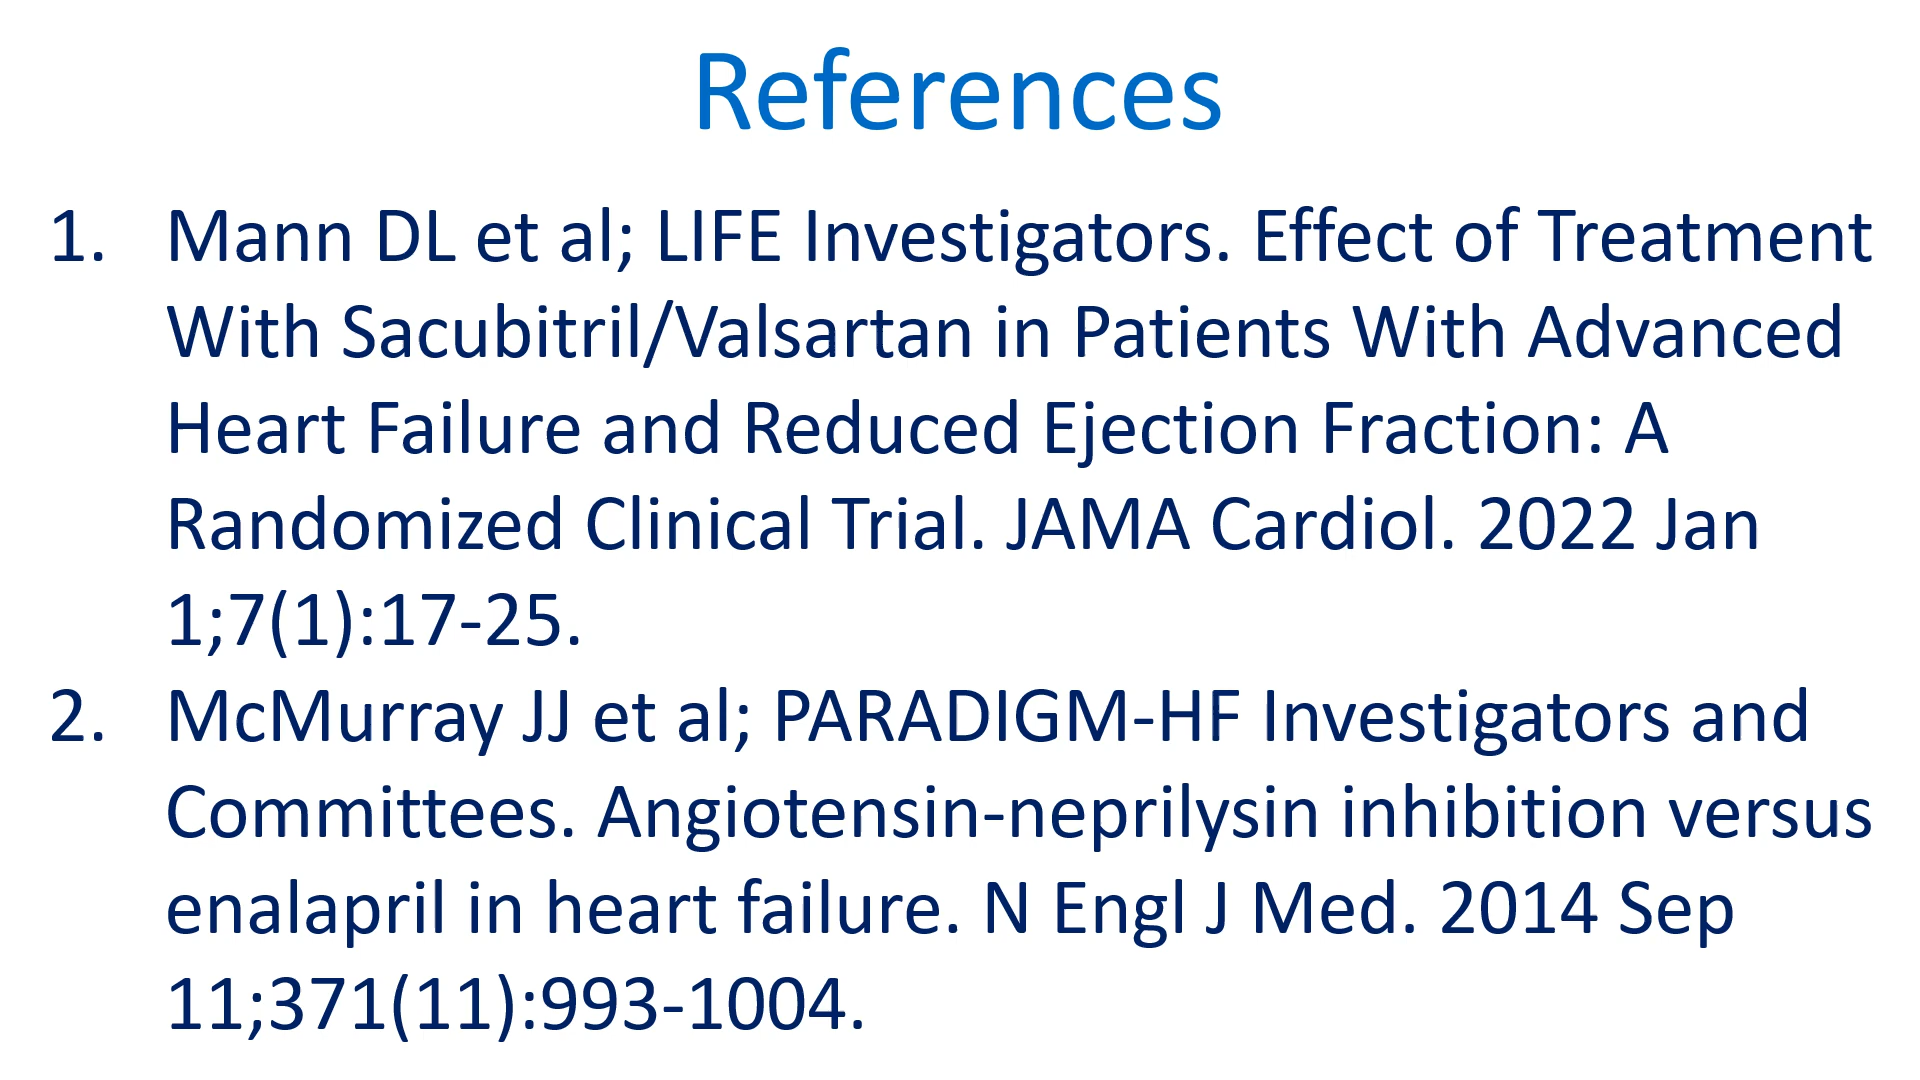 References
1. Mann DL et al; LIFE Investigators. Effect of Treatment
With Sacubitril/Valsartan in Patients With Advanced
Heart Failure and Reduced Ejection Fraction: A
Randomized Clinical Trial. JAMA Cardiol. 2022 Jan
1;7(1):17-25.
2. McMurray JJ et al; PARADIGM-HF Investigators and
Committees. Angiotensin-neprilysin inhibition versus
enalapril in heart failure. N Engl J Med. 2014 Sep
11;371(11):993-1004.